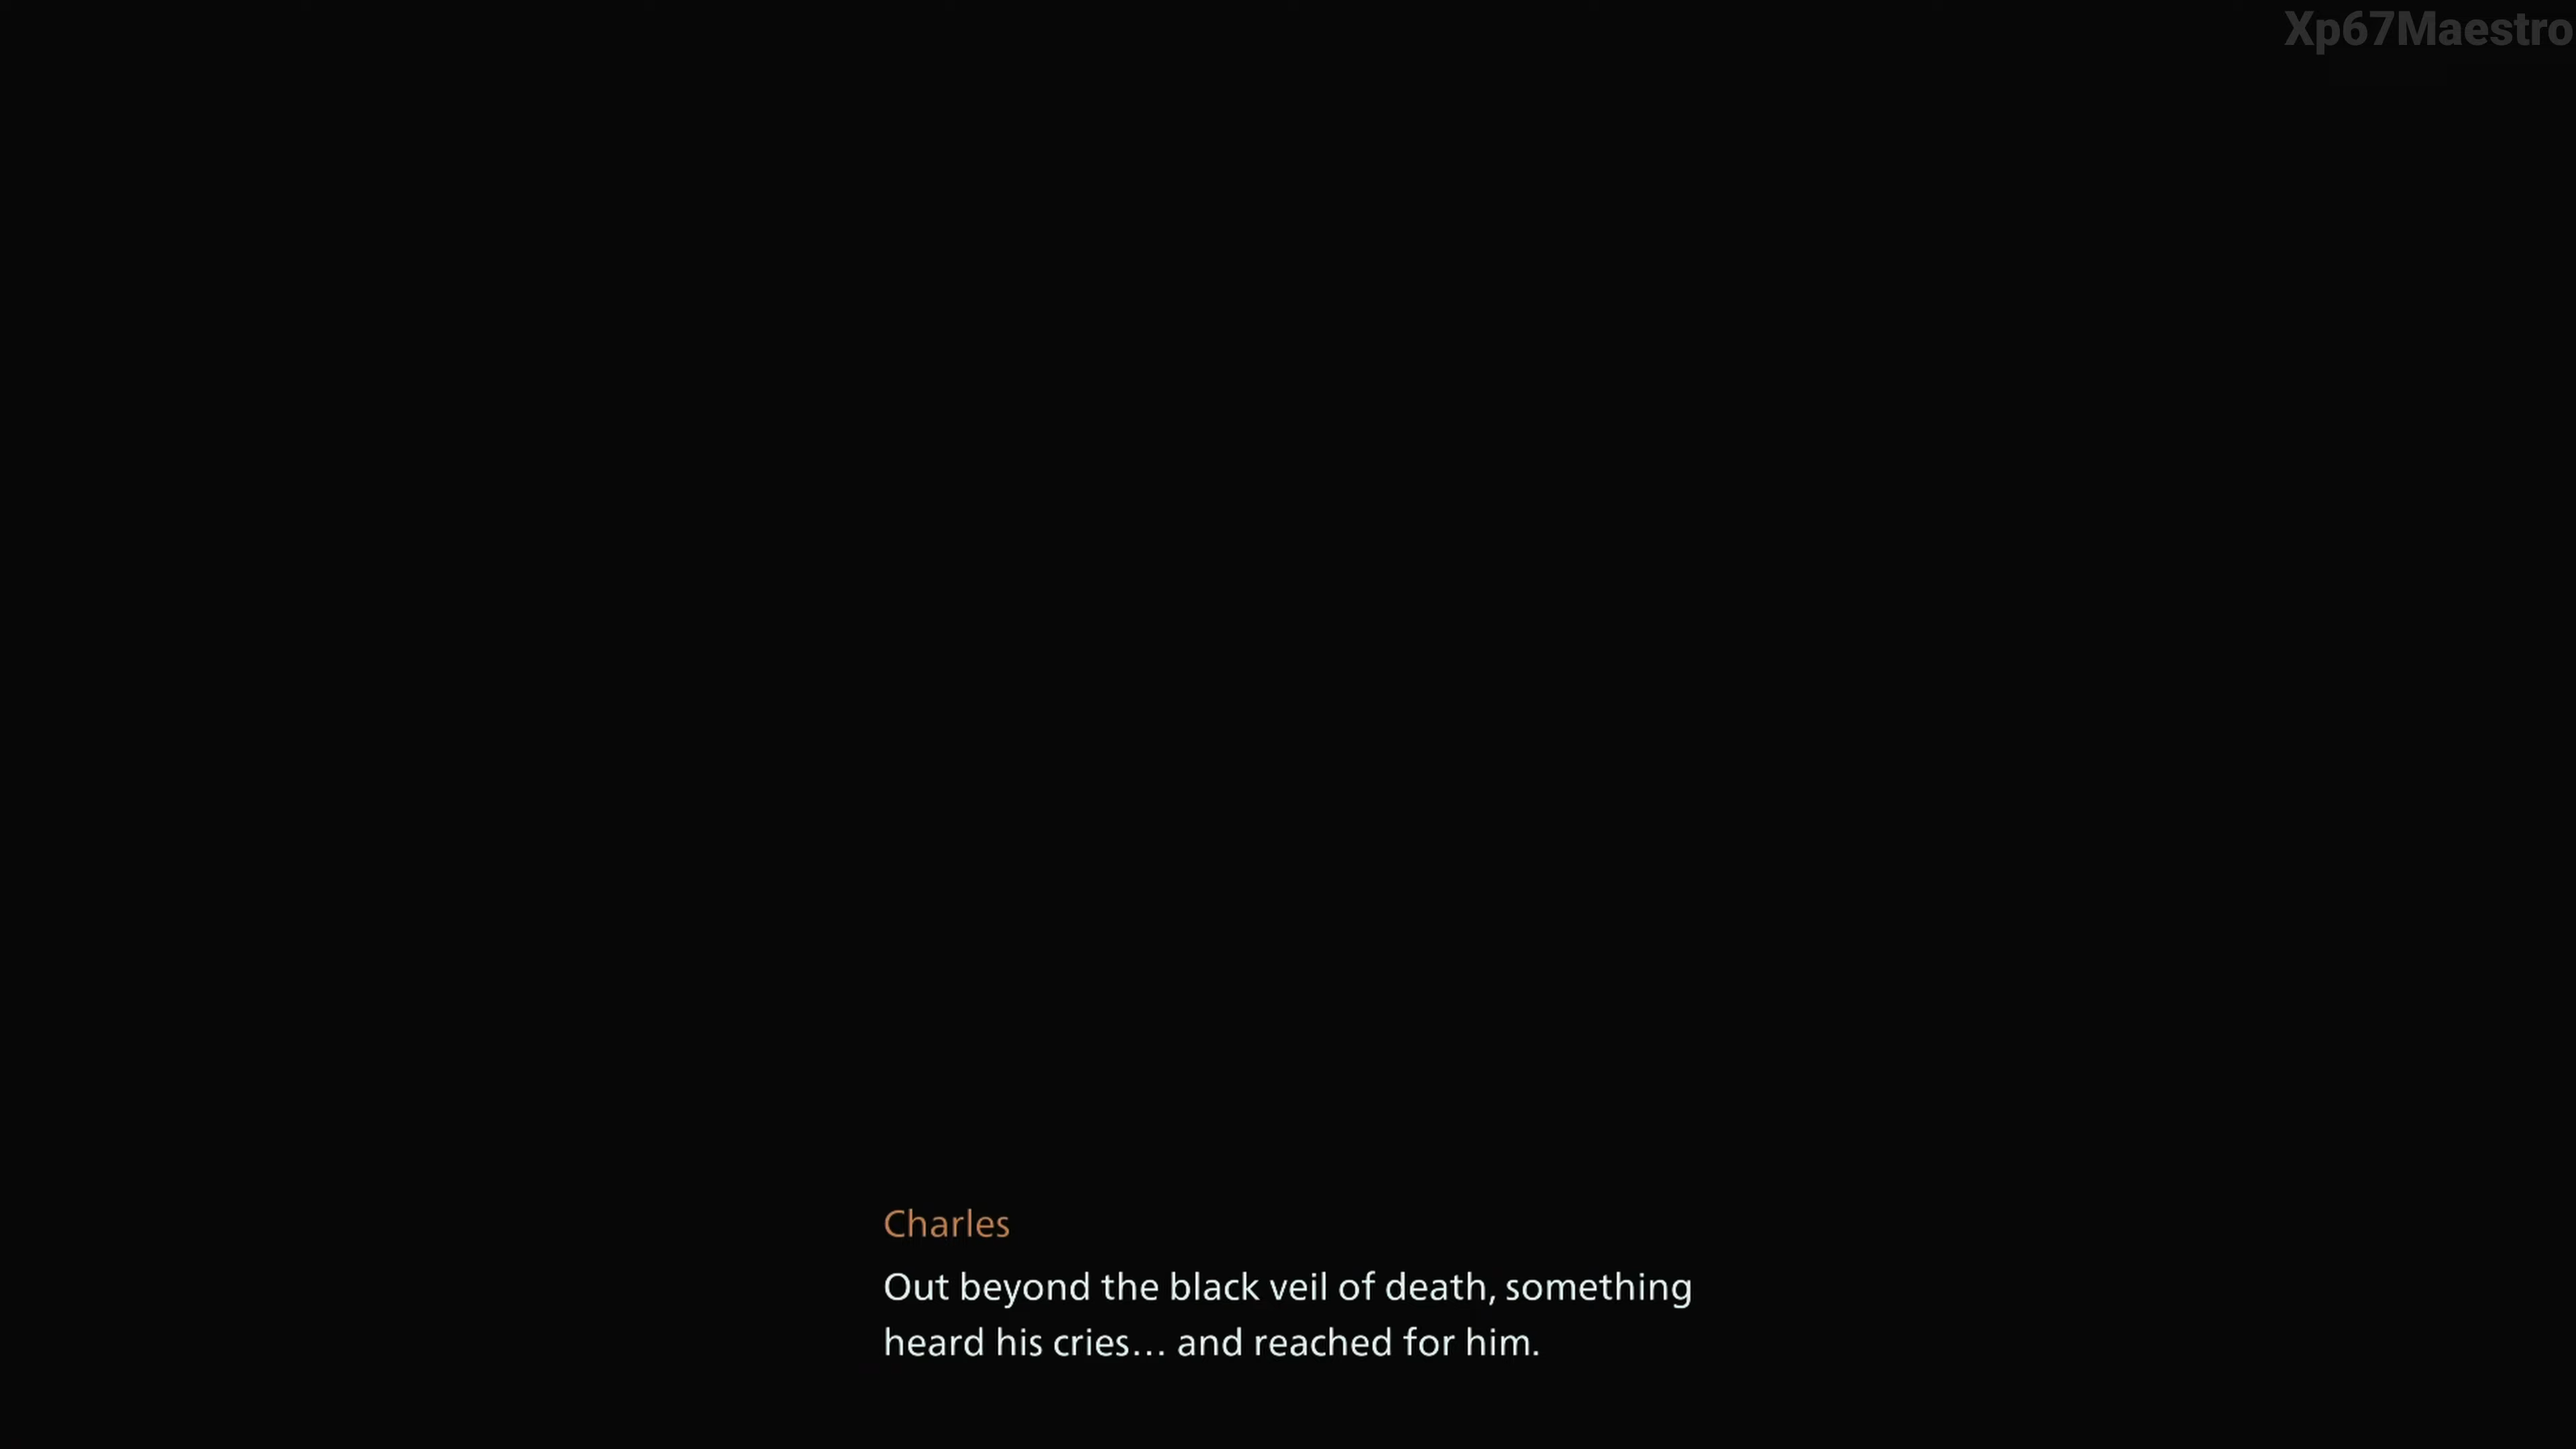 Xp67Maestro
Charles
Out beyond the black veil of death, something
heard his cries... and reached for him.